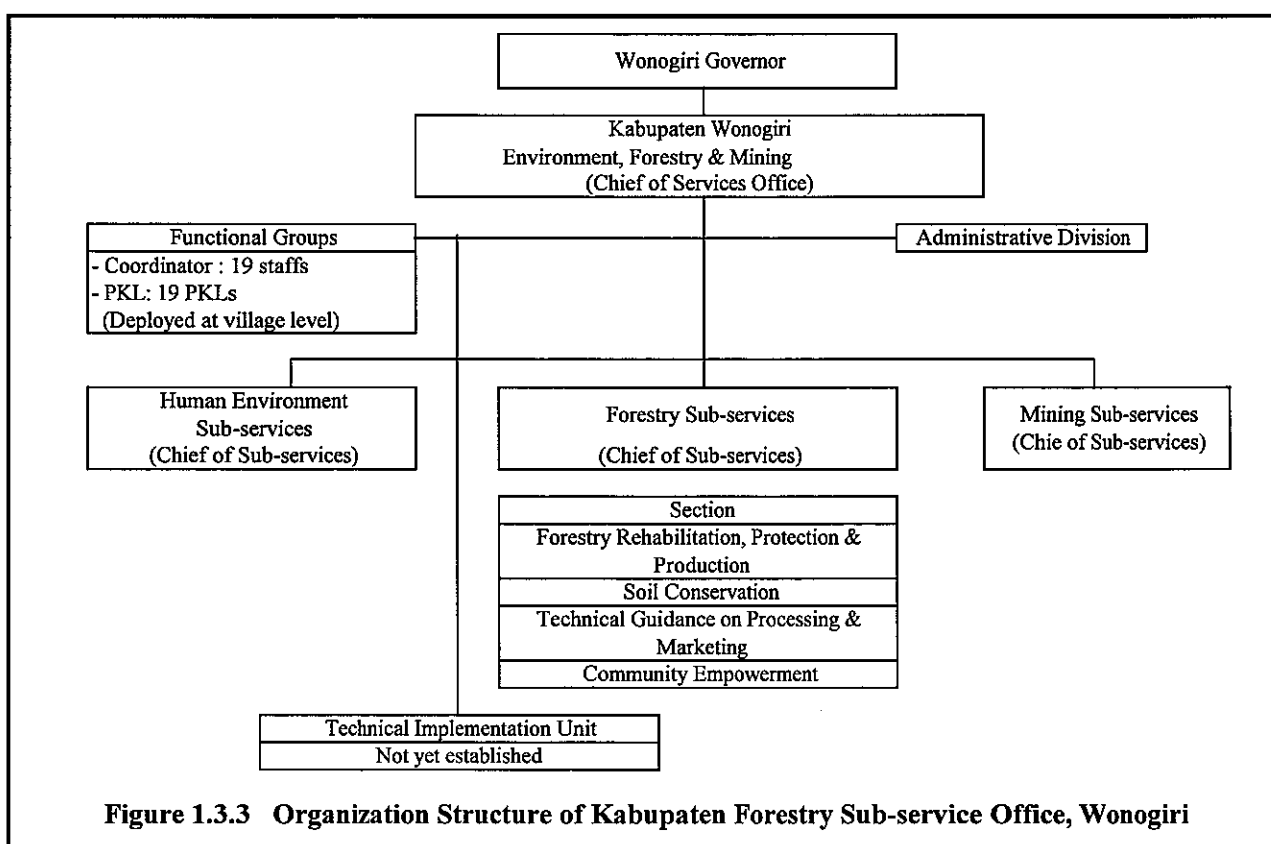 Wonogiri Governor
Kabupaten Wonogiri
Environment, Forestry & Mining
(Chief of Services Office)
Functional Groups
- Coordinator : 19 staffs
- PKL: 19 PKLs
(Deployed at village level)
Administrative Division
Human Environment
Sub-services
(Chief of Sub-services)
Forestry Sub-services
(Chief of Sub-services)
Mining Sub-services
(Chie of Sub-services)
Section
Forestry Rehabilitation, Protection &
Production
Soil Conservation
Technical Guidance on Processing &
Marketing
Community Empowerment
Technical Implementation Unit
Not yet established
Figure 1.3.3 Organization Structure of Kabupaten Forestry Sub-service Office, Wonogiri